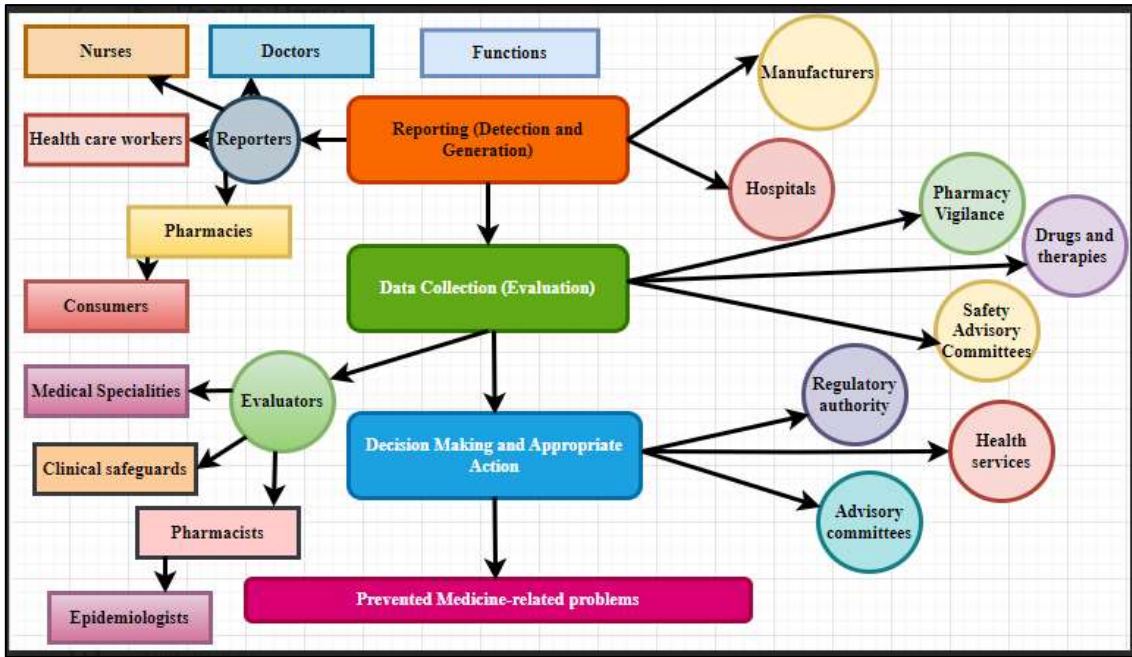 Nurses
Doctors
Functions
Manufacturers
Health care workers
Reporters
Reporting (Detection and
Generation)
Hospitals
Pharmacy
Vigilance
Pharmacies
Drugs and
therapies
Data Collection (Evaluation)
Consumers
Safety
Advisory
Committees
Medical Specialities
Evaluators
Regulatory
authority
Decision Making and Appropriate
Action
Health
services
Clinical safeguards
Advisory
committees
Pharmacists
Prevented Medicine-related problems
Epidemiologists